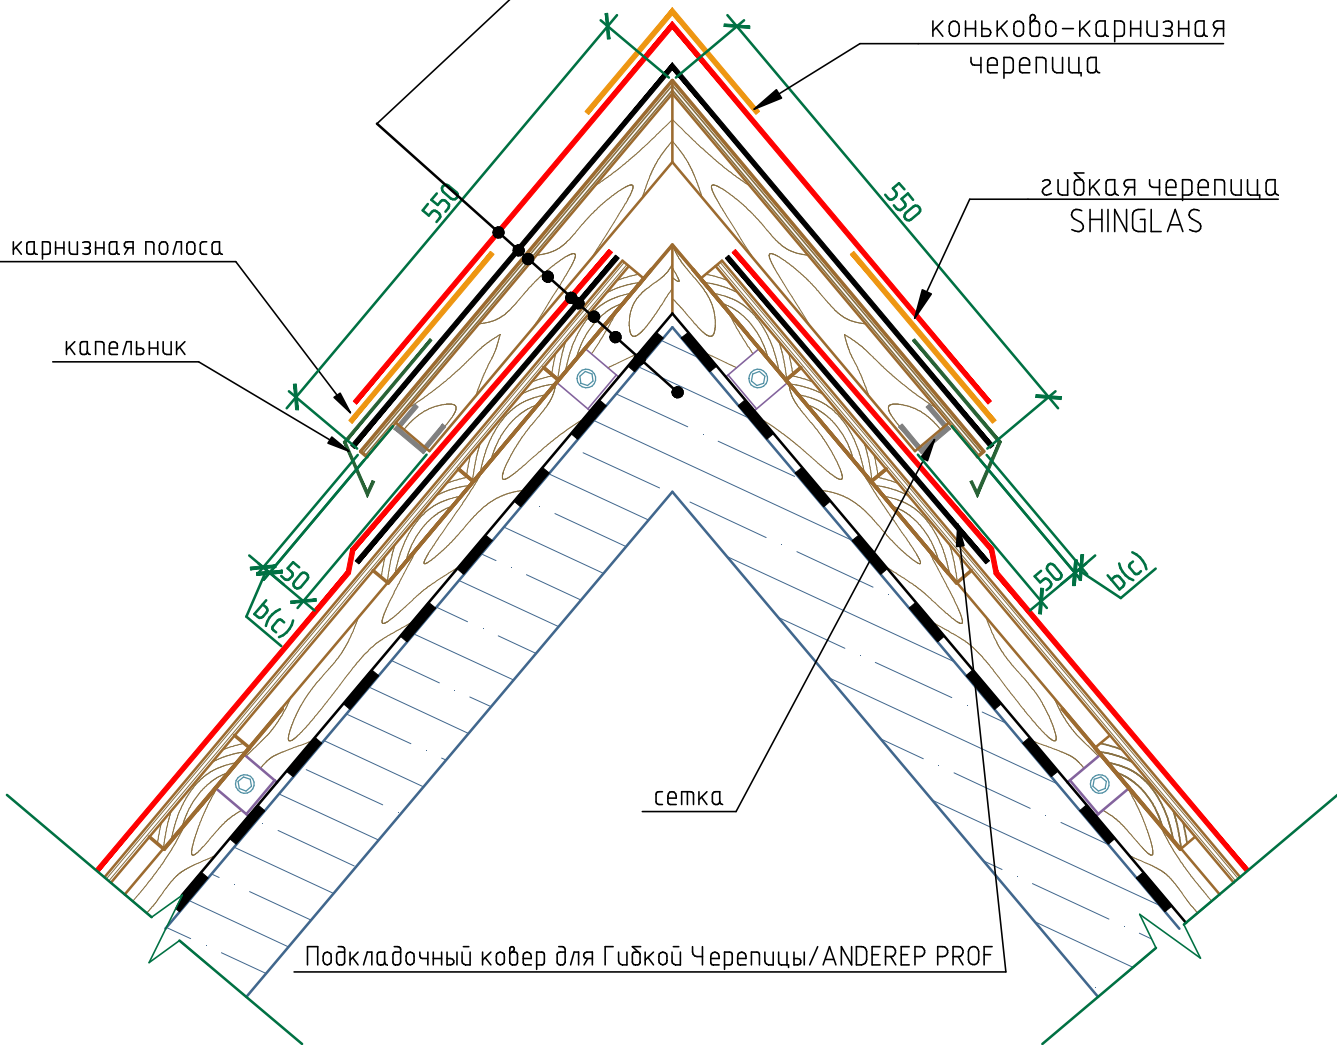 коньково-карнизная
черепица
550
550
гибкая черепица
SHINGLAS
карнизная полоса
капельник
50
b(c)
50
b(c)
сетка
Подкладочный ковер для Гибкой Черепицы/ANDEREP PROF